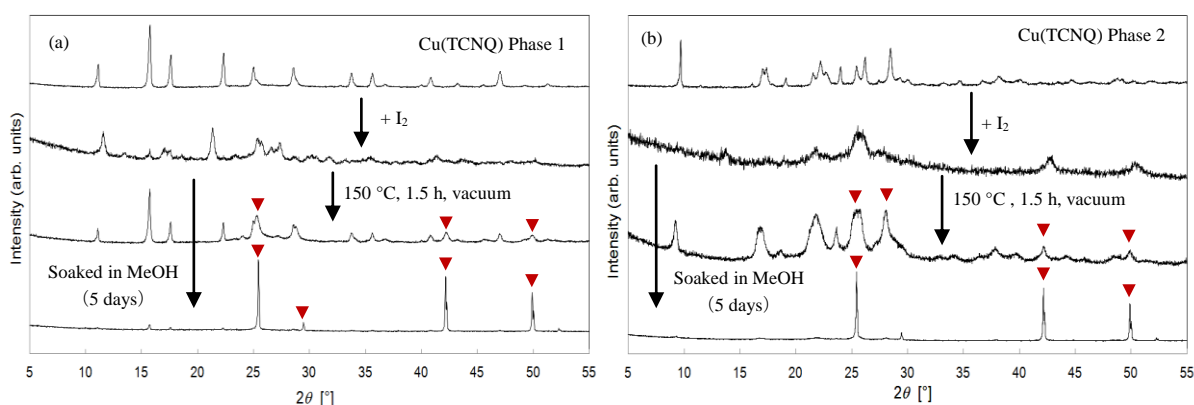 (a)
Cu(TCNQ) Phase 1
+ I2
150 °C, 1.5 h, vacuum
Soaked in MeOH
(5 days)
Intensity (arb. units)
5 10 15 20 25 30 35 40 45 50 55
2θ [°]
(b)
Cu(TCNQ) Phase 2
+ I2
150 °C , 1.5 h, vacuum
Soaked in MeOH
(5 days)
Intensity (arb. units)
5 10 15 20 25 30 35 40 45 50 55
2θ [°]